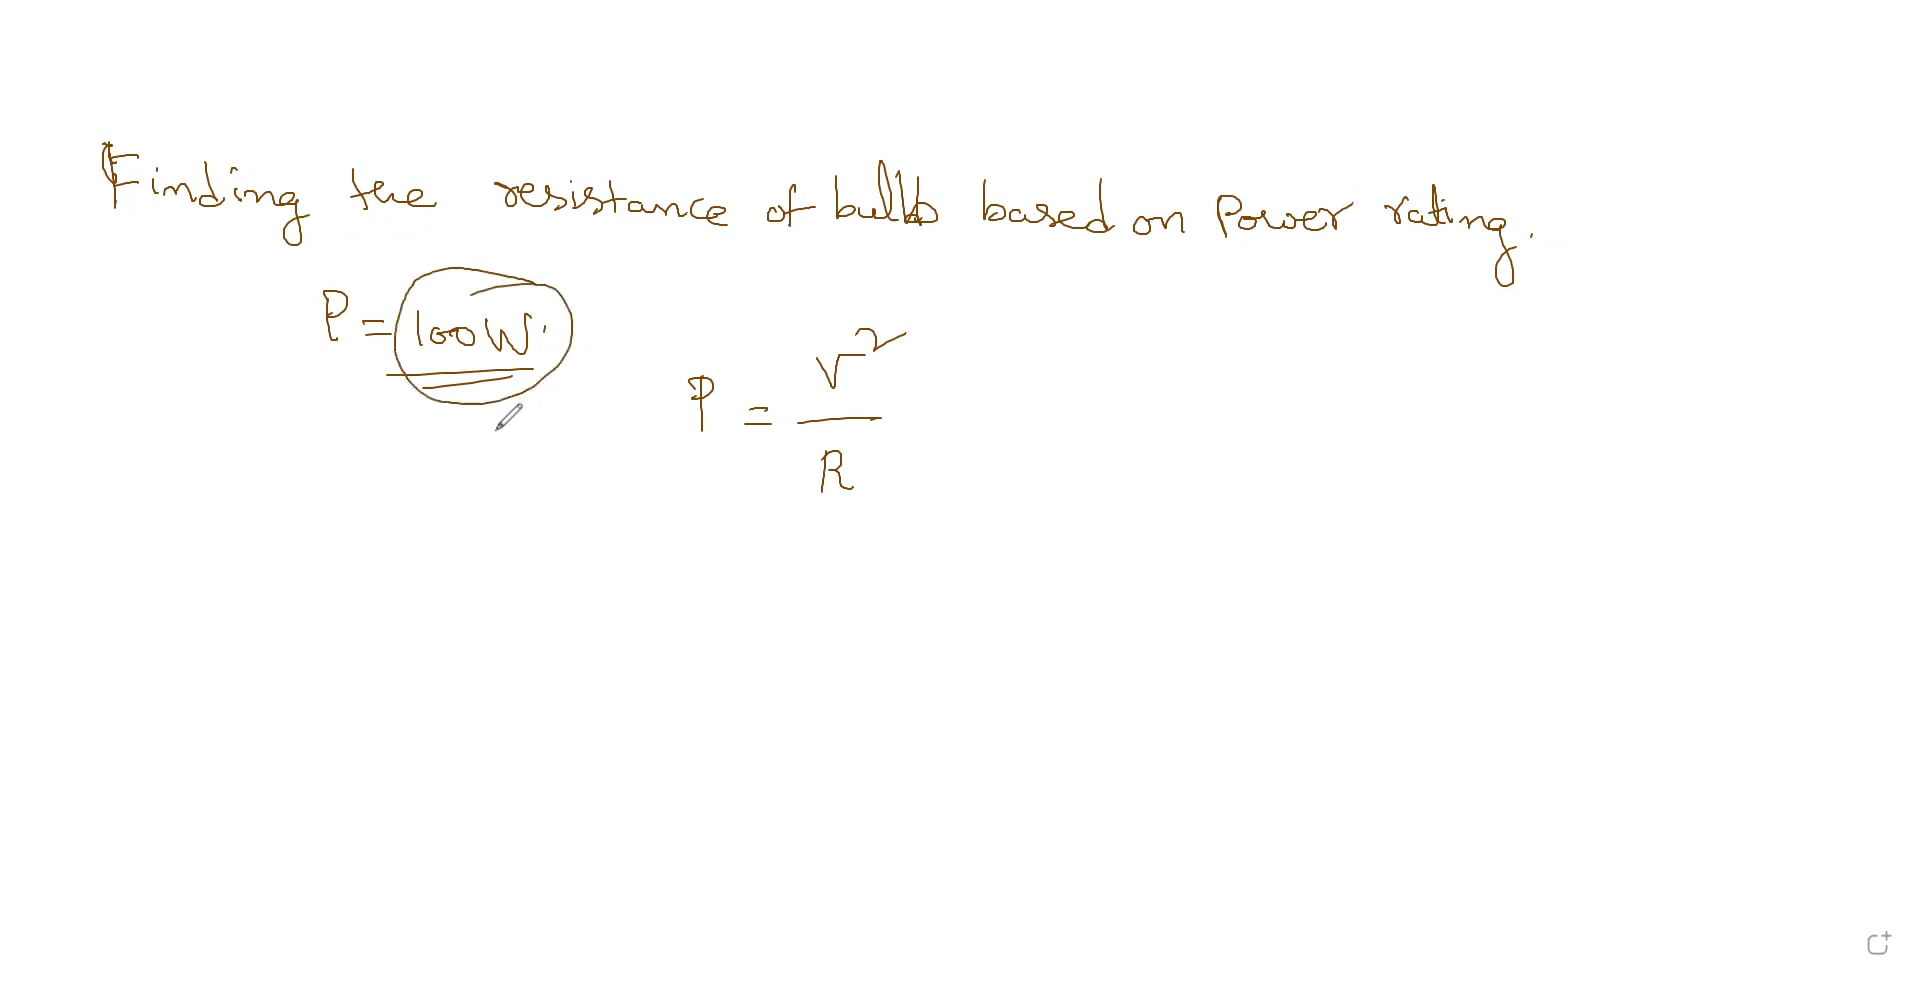 Finding the resistance of bulb based on Power rating.
P = 100W.
P = V²/R